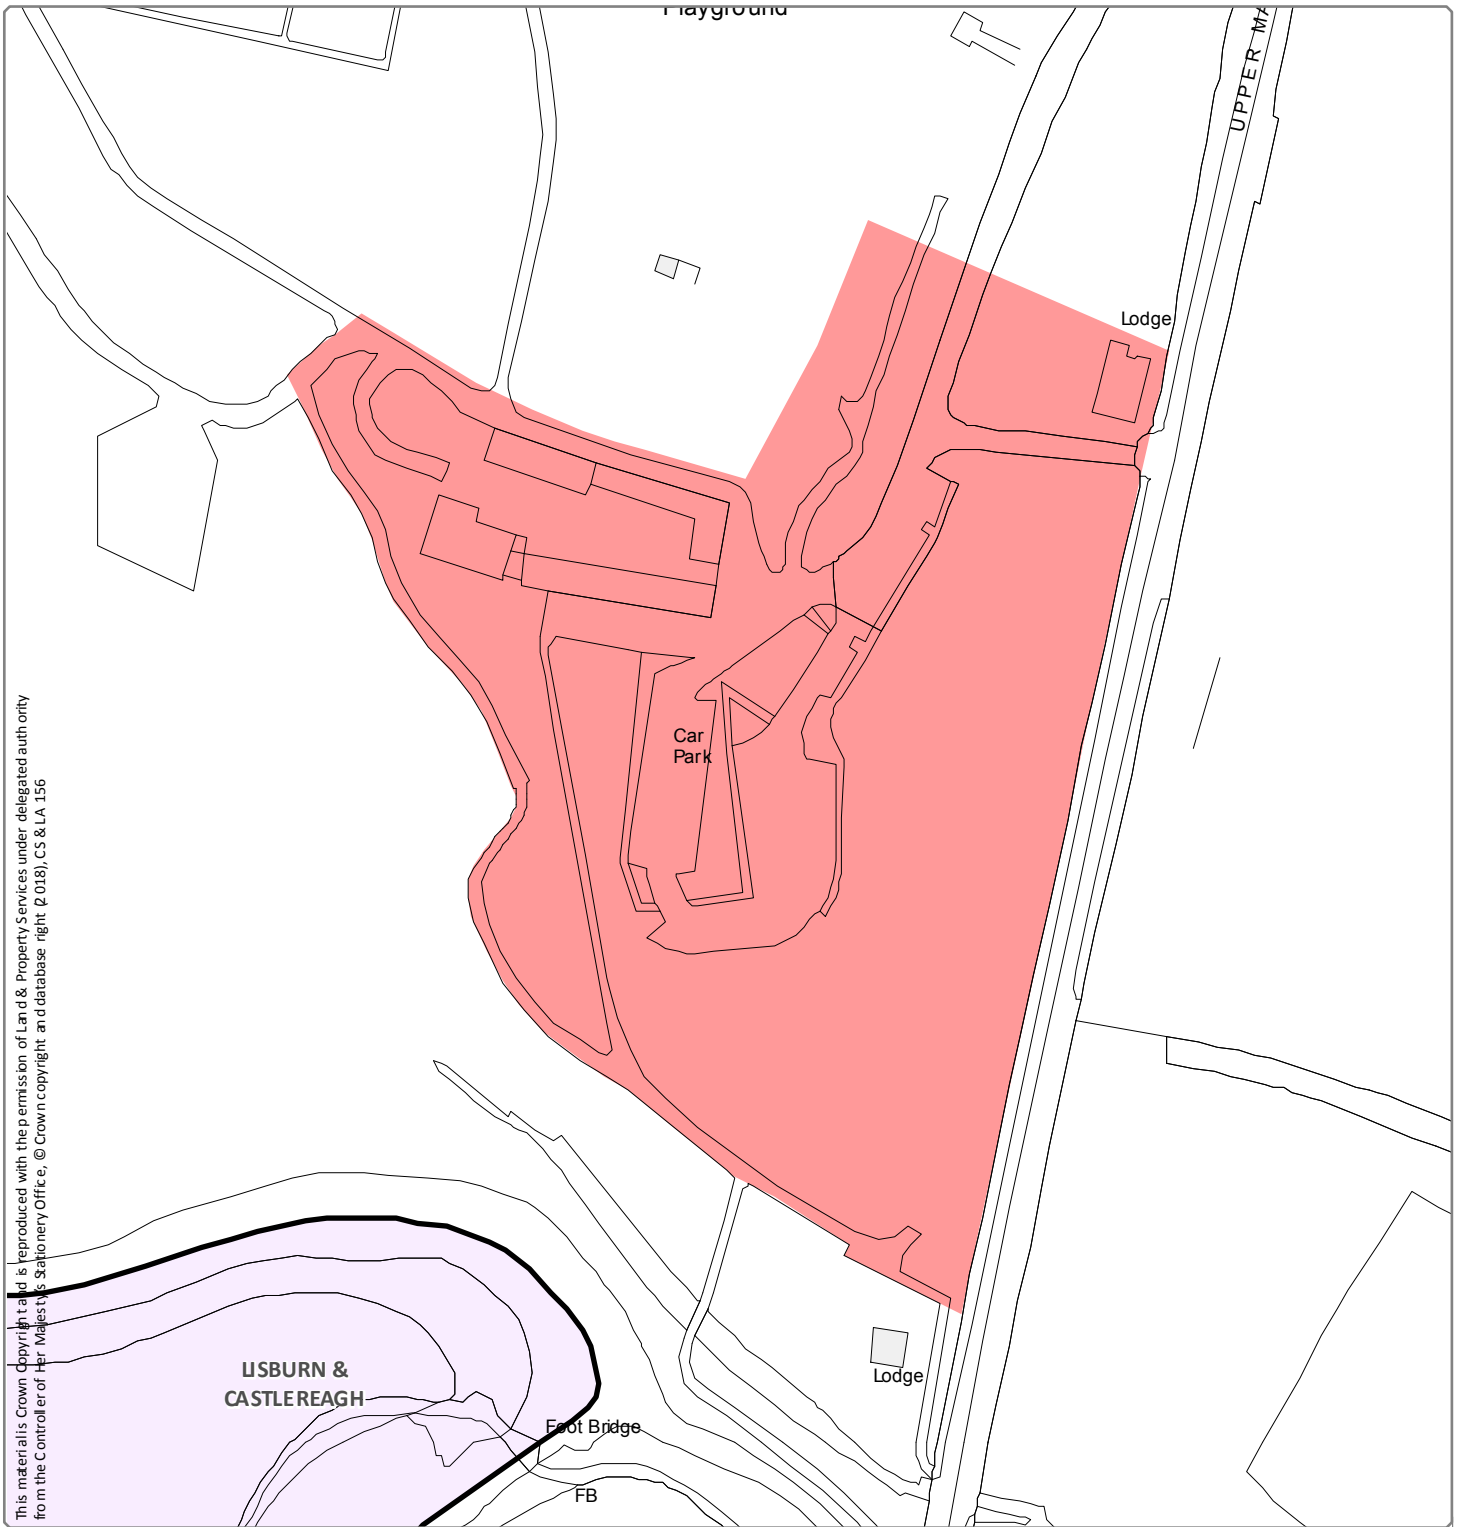 Playground
UPPER MA
Lodge
Car
Park
This material is Crown Copyright and is reproduced with the permission of Land & Property Services under delegated authority
from the Controller of Her Majesty's Stationery Office, © Crown copyright and database right (2018), CS & LA 156
LISBURN &
CASTLEREAGH
Lodge
Foot Bridge
FB